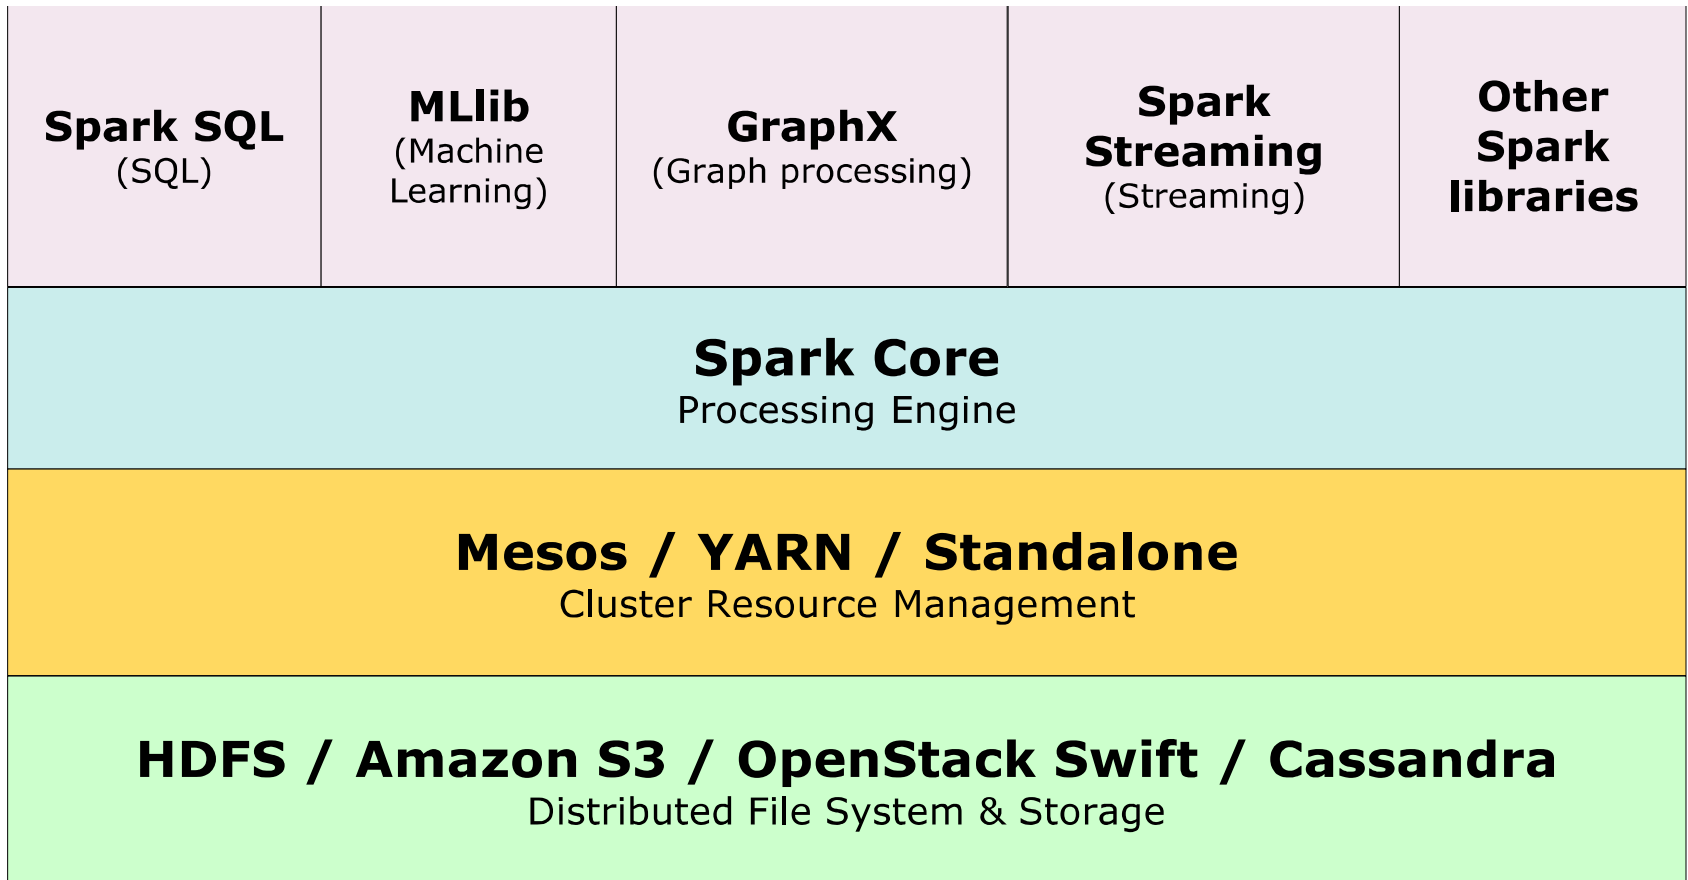 Spark SQL
(SQL)
MLlib
(Machine
Learning)
GraphX
(Graph processing)
Spark
Streaming
(Streaming)
Other
Spark
libraries
Spark Core
Processing Engine
Mesos / YARN / Standalone
Cluster Resource Management
HDFS / Amazon S3 / OpenStack Swift / Cassandra
Distributed File System & Storage